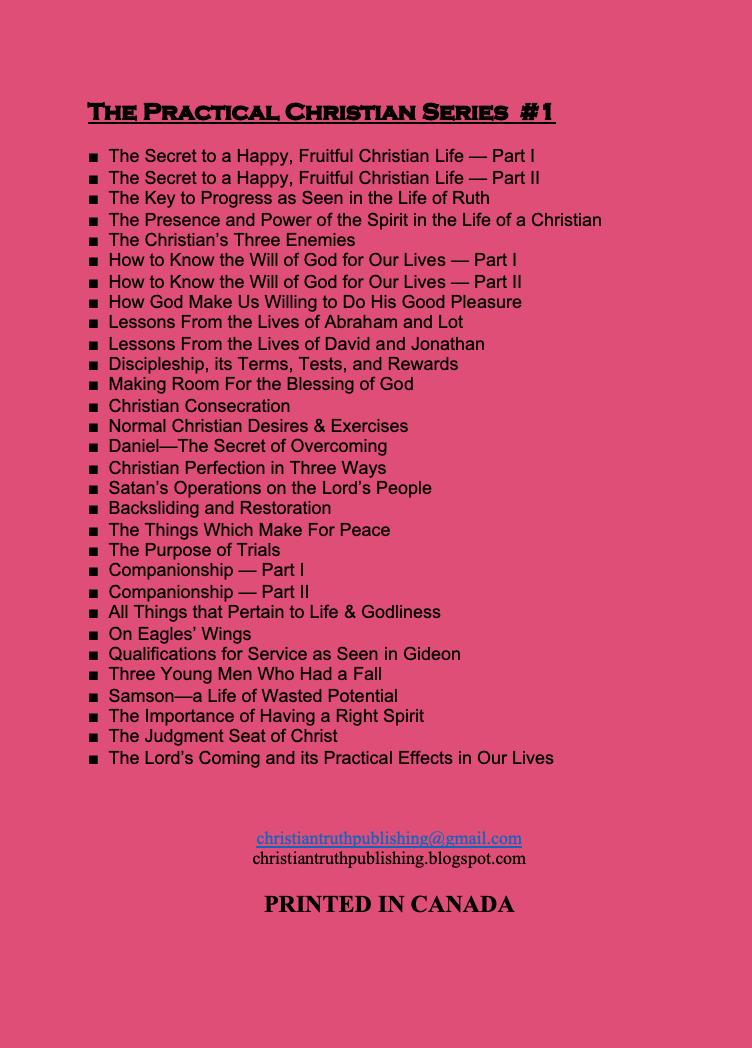 The Practical Christian Series #1
■ The Secret to a Happy, Fruitful Christian Life — Part I
■ The Secret to a Happy, Fruitful Christian Life — Part II
■ The Key to Progress as Seen in the Life of Ruth
■ The Presence and Power of the Spirit in the Life of a Christian
■ The Christian’s Three Enemies
■ How to Know the Will of God for Our Lives — Part I
■ How to Know the Will of God for Our Lives — Part II
■ How God Make Us Willing to Do His Good Pleasure
■ Lessons From the Lives of Abraham and Lot
■ Lessons From the Lives of David and Jonathan
■ Discipleship, its Terms, Tests, and Rewards
■ Making Room For the Blessing of God
■ Christian Consecration
■ Normal Christian Desires & Exercises
■ Daniel—The Secret of Overcoming
■ Christian Perfection in Three Ways
■ Satan’s Operations on the Lord’s People
■ Backsliding and Restoration
■ The Things Which Make For Peace
■ The Purpose of Trials
■ Companionship — Part I
■ Companionship — Part II
■ All Things that Pertain to Life & Godliness
■ On Eagles’ Wings
■ Qualifications for Service as Seen in Gideon
■ Three Young Men Who Had a Fall
■ Samson—a Life of Wasted Potential
■ The Importance of Having a Right Spirit
■ The Judgment Seat of Christ
■ The Lord’s Coming and its Practical Effects in Our Lives
christiantruthpublishing@gmail.com
christiantruthpublishing.blogspot.com
PRINTED IN CANADA